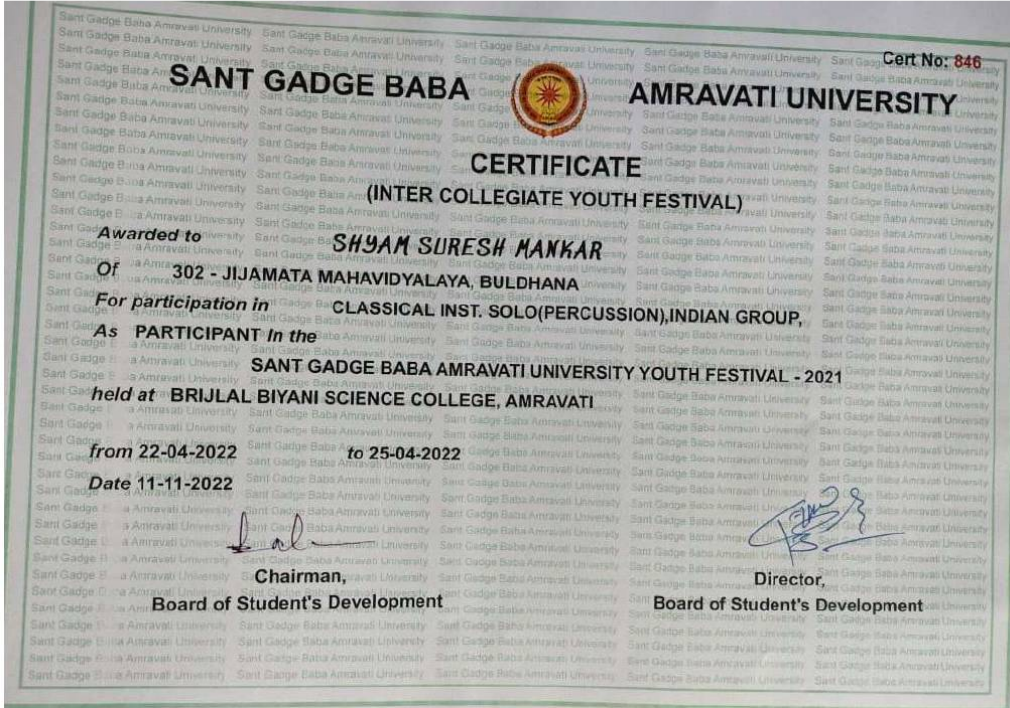 Cert No: 846
SANT GADGE BABA AMRAVATI UNIVERSITY
CERTIFICATE
(INTER COLLEGIATE YOUTH FESTIVAL)
Awarded to SHYAM SURESH MANKAR
Of 302 - JIJAMATA MAHAVIDYALAYA, BULDHANA
For participation in CLASSICAL INST. SOLO(PERCUSSION),INDIAN GROUP,
As PARTICIPANT In the
SANT GADGE BABA AMRAVATI UNIVERSITY YOUTH FESTIVAL - 2021
held at BRIJLAL BIYANI SCIENCE COLLEGE, AMRAVATI
from 22-04-2022 to 25-04-2022
Date 11-11-2022
Chairman, Director,
Board of Student's Development Board of Student's Development